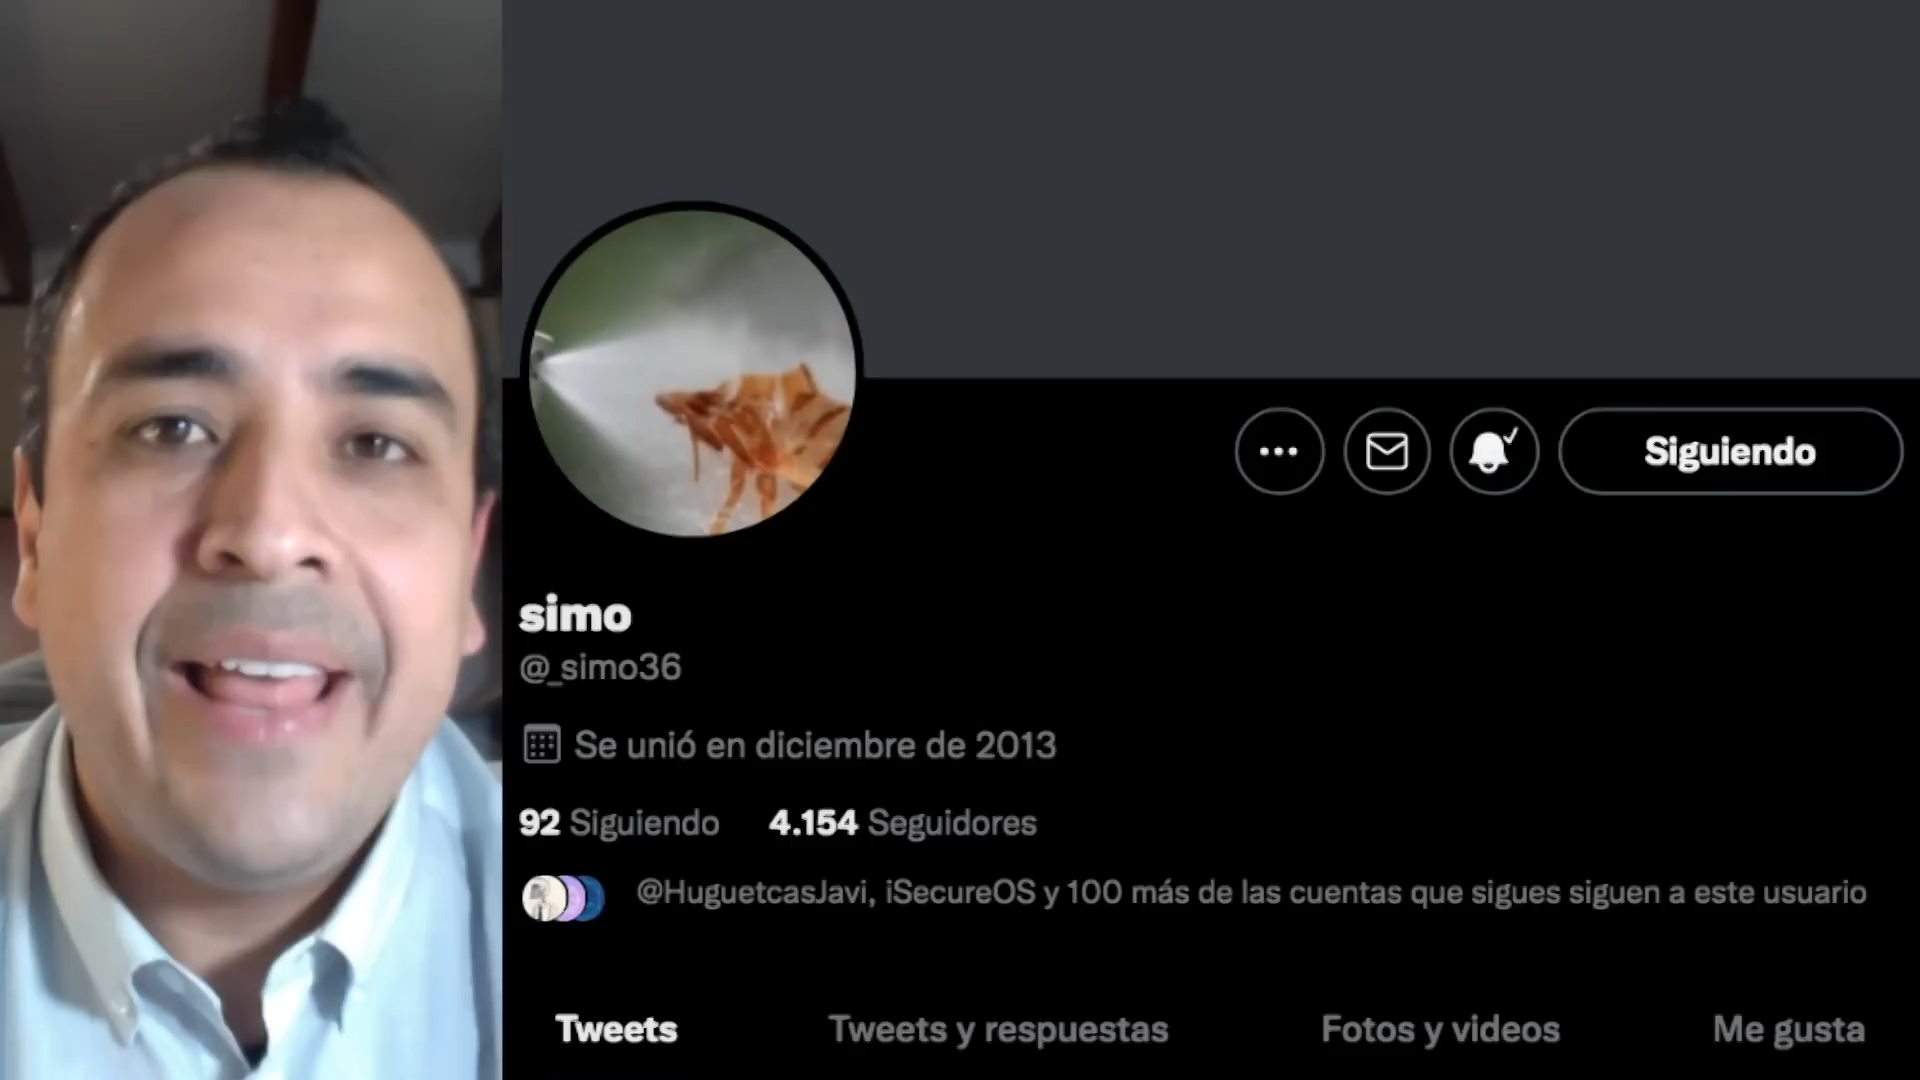 Siguiendo
simo
@_simo36
Se unió en diciembre de 2013
92 Siguiendo 4.154 Seguidores
@HuguetcasJavi, iSecureOS y 100 más de las cuentas que sigues siguen a este usuario
Tweets Tweets y respuestas Fotos y videos Me gusta